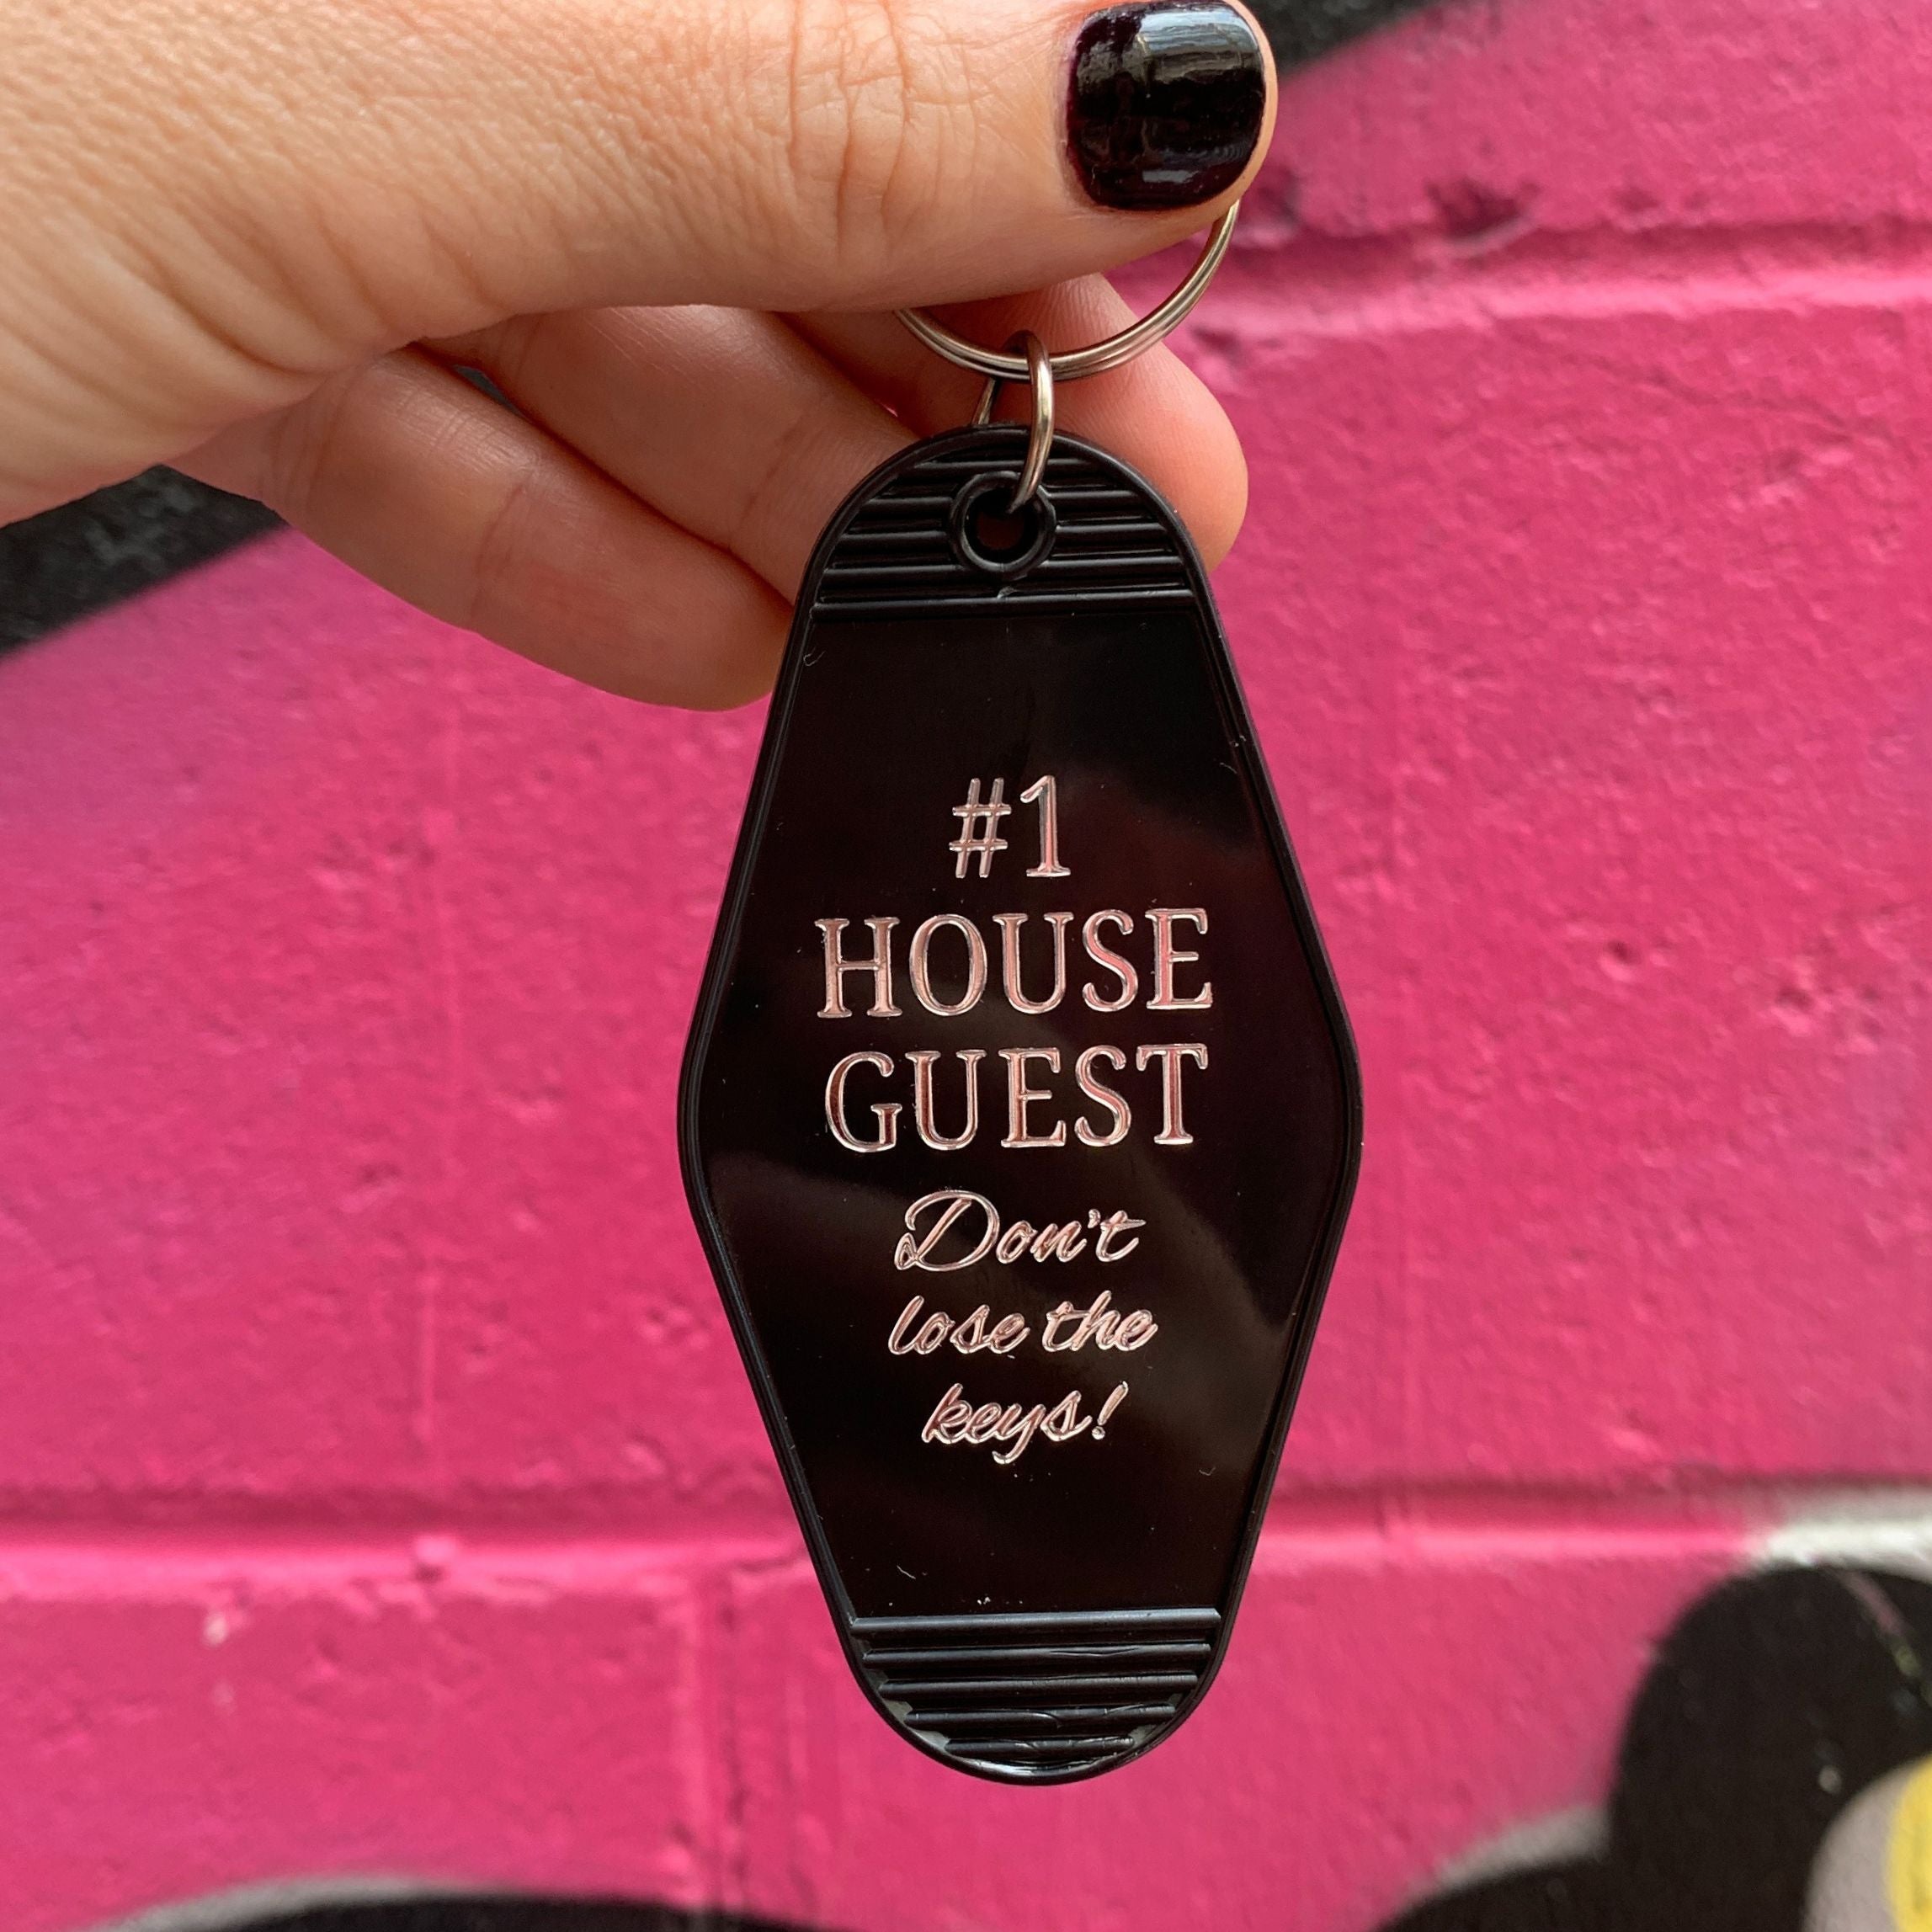 #1
HOUSE
GUEST
Don't
lose the
keys!